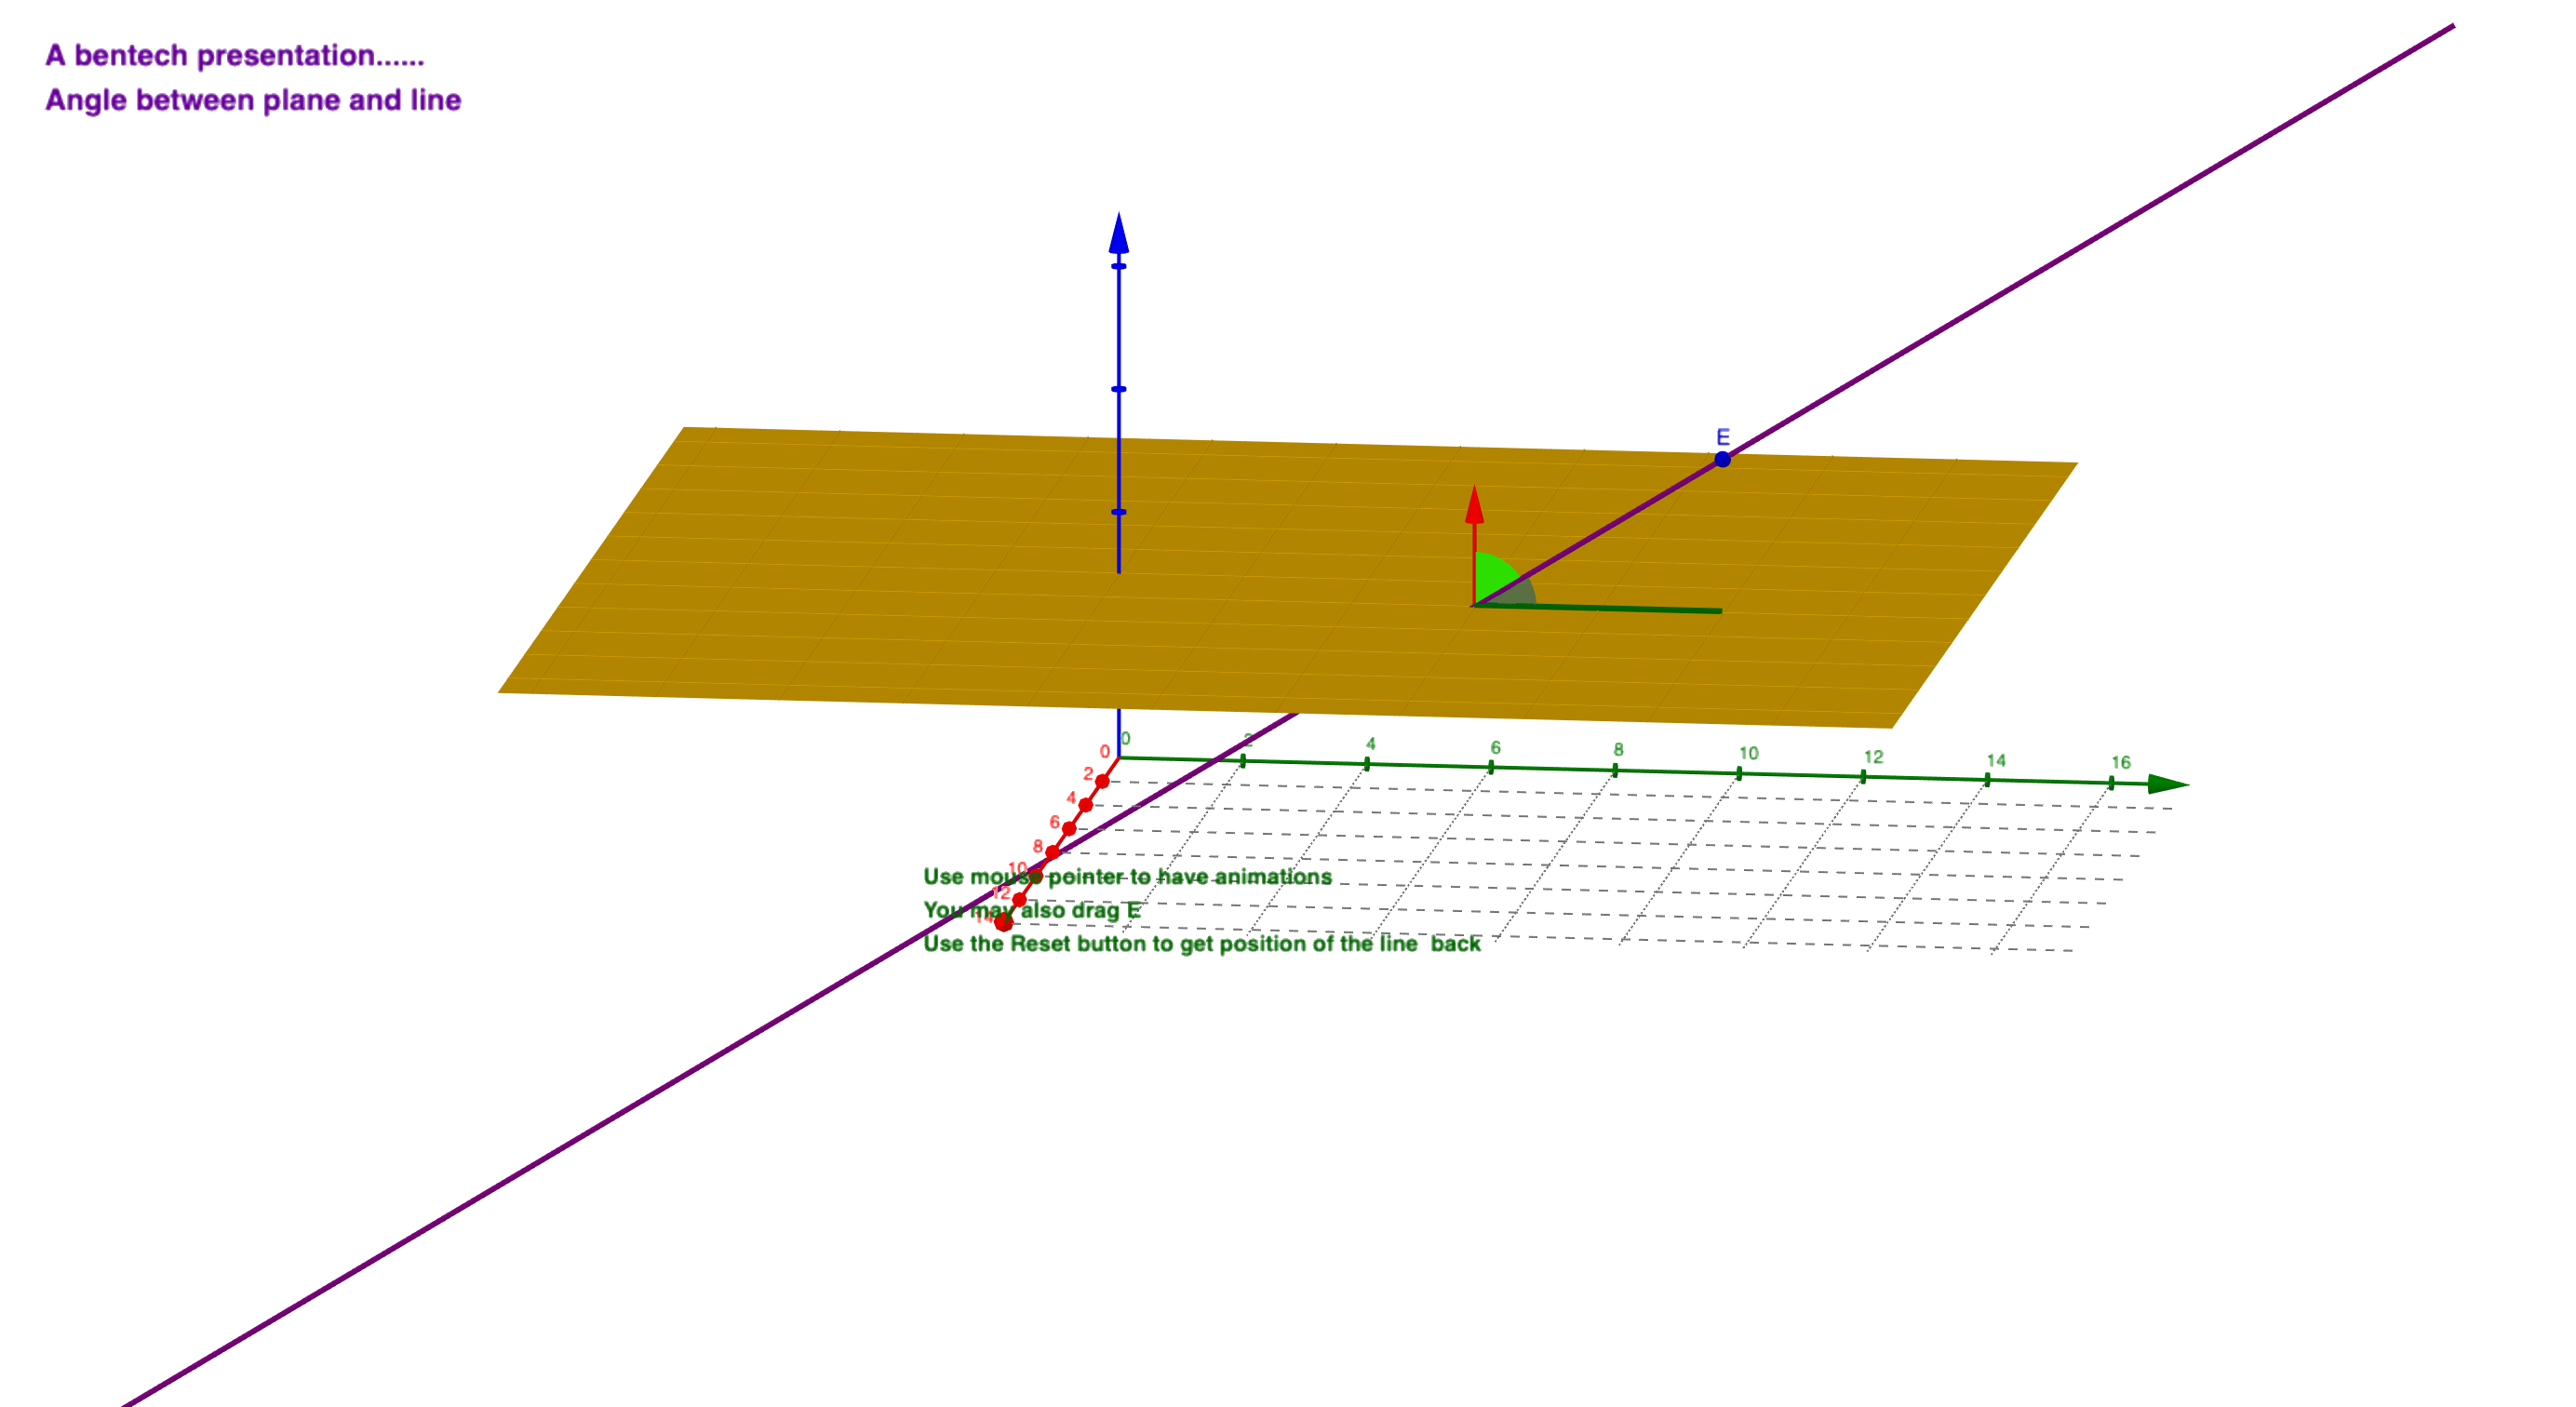 A bentech presentation......
Angle between plane and line
E
0
0 2 4 6 8 10 12 14 16
2
4
6
8
10
12
14
Use mouse pointer to have animations
You may also drag E
Use the Reset button to get position of the line  back